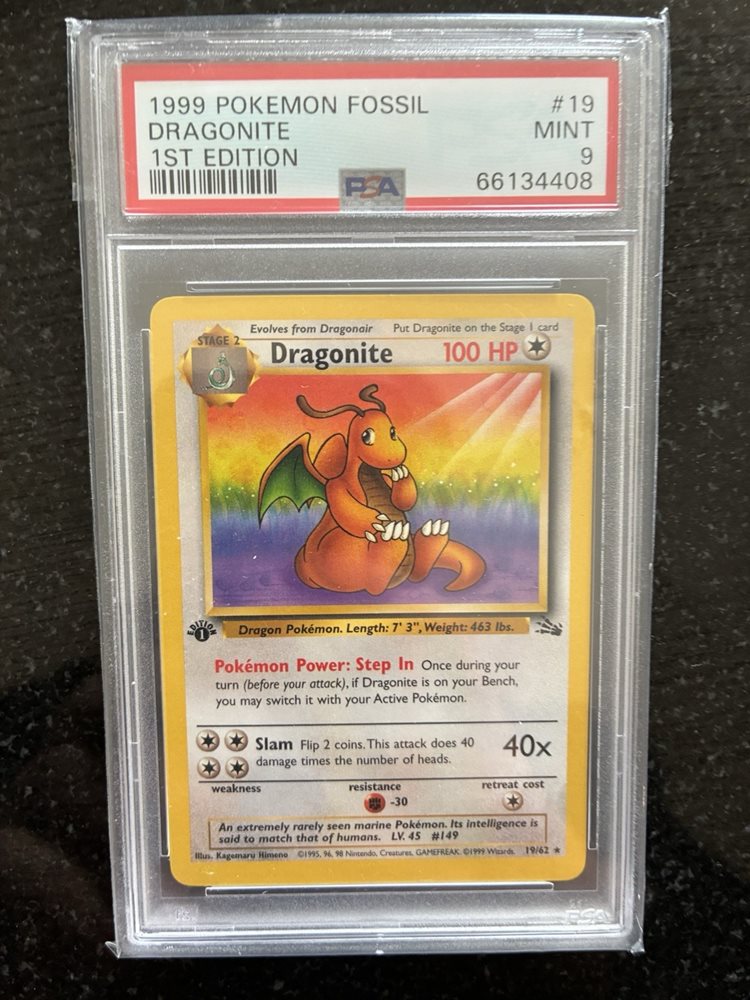 1999 POKEMON FOSSIL #19
DRAGONITE MINT
1ST EDITION 9
PSA 66134408
Evolves from Dragonair Put Dragonite on the Stage 1 card
STAGE 2
Dragonite 100 HP
EDITION 1
Dragon Pokémon. Length: 7' 3", Weight: 463 lbs.
Pokémon Power: Step In Once during your
turn (before your attack), if Dragonite is on your Bench,
you may switch it with your Active Pokémon.
Slam Flip 2 coins. This attack does 40 40x
damage times the number of heads.
weakness resistance retreat cost
-30
An extremely rarely seen marine Pokémon. Its intelligence is
said to match that of humans. LV. 45 #149
Illus. Kagemaru Himeno ©1995, 96, 98 Nintendo, Creatures, GAMEFREAK. ©1999 Wizards. 19/62 ★
PSA